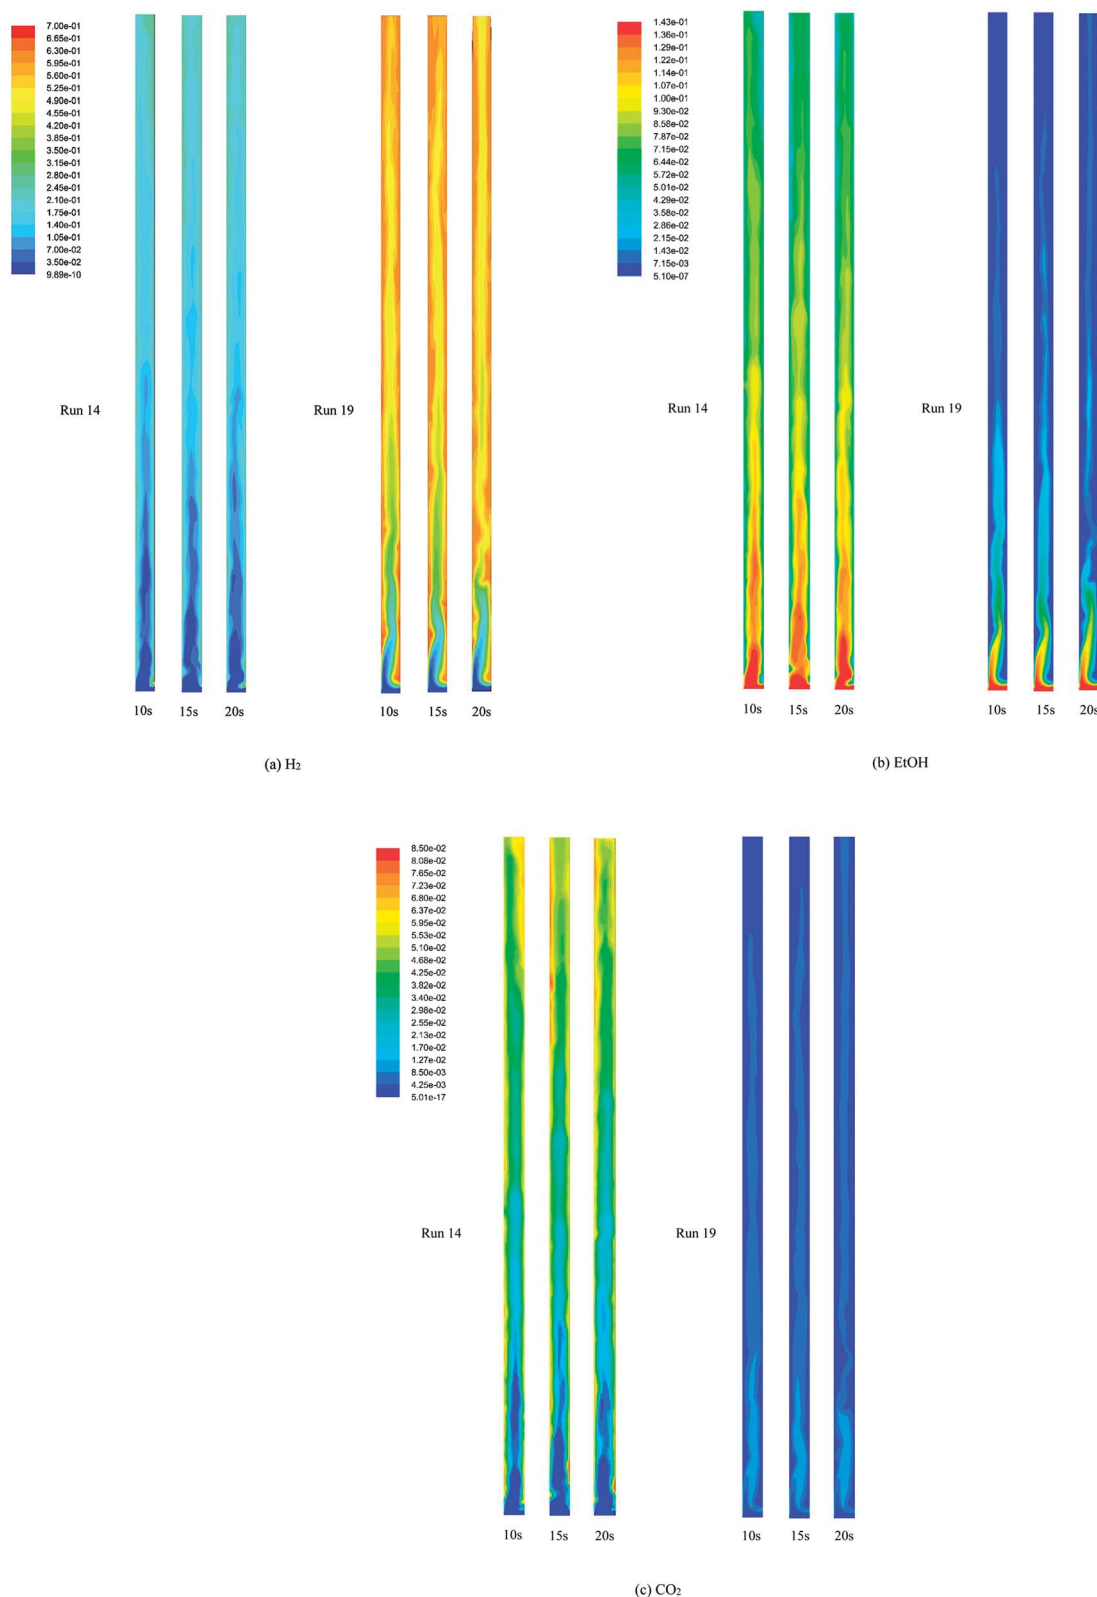 7.00e-01
6.65e-01
6.30e-01
5.95e-01
5.60e-01
5.25e-01
4.90e-01
4.55e-01
4.20e-01
3.85e-01
3.50e-01
3.15e-01
2.80e-01
2.45e-01
2.10e-01
1.75e-01
1.40e-01
1.05e-01
7.00e-02
3.50e-02
9.89e-10
Run 14
Run 19
10s 15s 20s
10s 15s 20s
(a) H₂
1.43e-01
1.36e-01
1.29e-01
1.22e-01
1.14e-01
1.07e-01
1.00e-01
9.30e-02
8.58e-02
7.87e-02
7.15e-02
6.44e-02
5.72e-02
5.01e-02
4.29e-02
3.58e-02
2.86e-02
2.15e-02
1.43e-02
7.15e-03
5.10e-07
Run 14
Run 19
10s 15s 20s
10s 15s 20s
(b) EtOH
8.50e-02
8.08e-02
7.65e-02
7.23e-02
6.80e-02
6.37e-02
5.95e-02
5.53e-02
5.10e-02
4.68e-02
4.25e-02
3.82e-02
3.40e-02
2.98e-02
2.55e-02
2.13e-02
1.70e-02
1.27e-02
8.50e-03
4.25e-03
5.01e-17
Run 14
Run 19
10s 15s 20s
10s 15s 20s
(c) CO₂